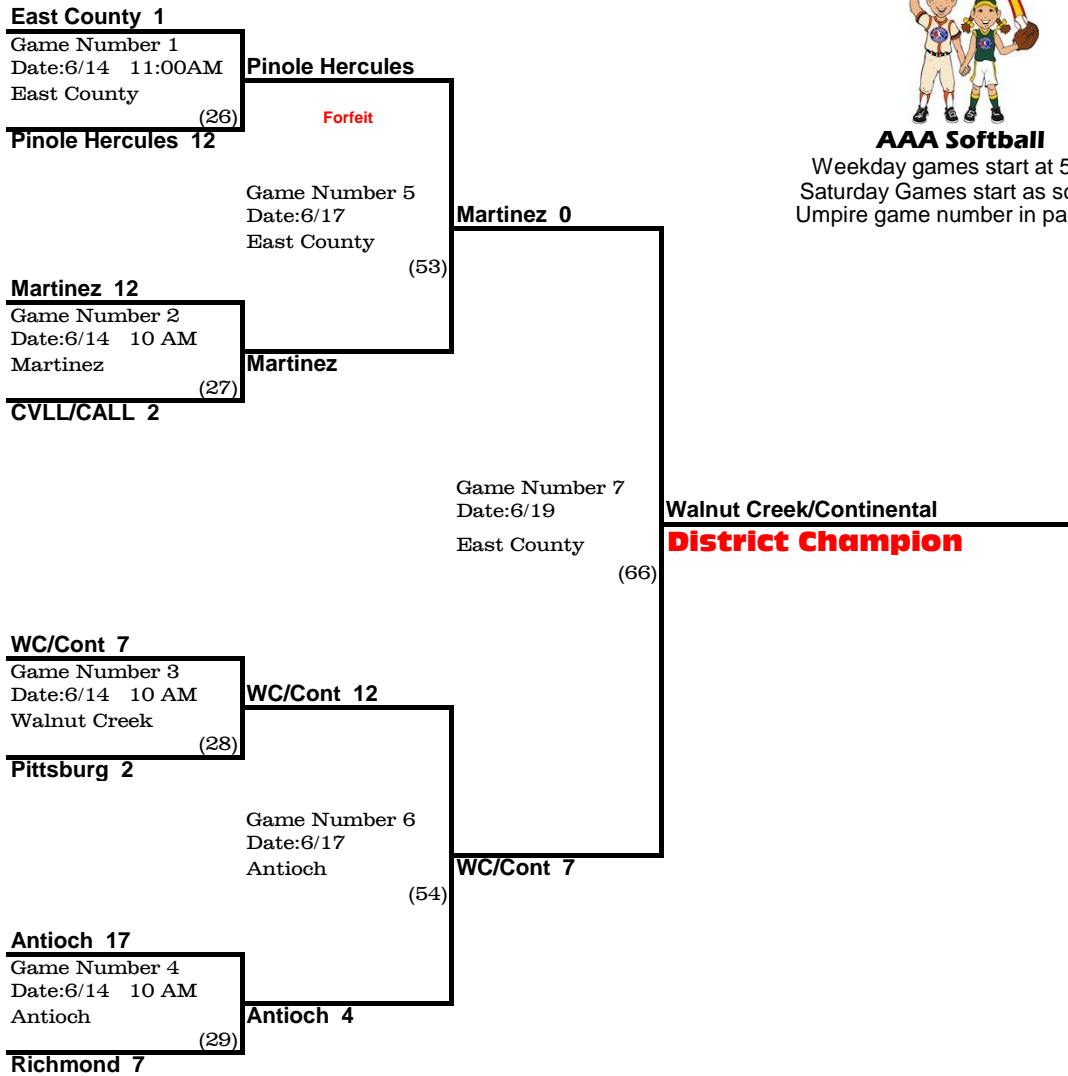 East County 1
Game Number 1
Date:6/14 11:00AM
East County
(26)
Pinole Hercules 12
Pinole Hercules
Forfeit
Game Number 5
Date:6/17
East County
(53)
Martinez 12
Game Number 2
Date:6/14 10 AM
Martinez
(27)
CVLL/CALL 2
Martinez
Martinez 0
AAA Softball
Weekday games start at 5
Saturday Games start as
Umpire game number in
Game Number 7
Date:6/19
East County
(66)
Walnut Creek/Continental
District Champion
WC/Cont 7
Game Number 3
Date:6/14 10 AM
Walnut Creek
(28)
Pittsburg 2
WC/Cont 12
Game Number 6
Date:6/17
Antioch
(54)
WC/Cont 7
Antioch 17
Game Number 4
Date:6/14 10 AM
Antioch
(29)
Richmond 7
Antioch 4